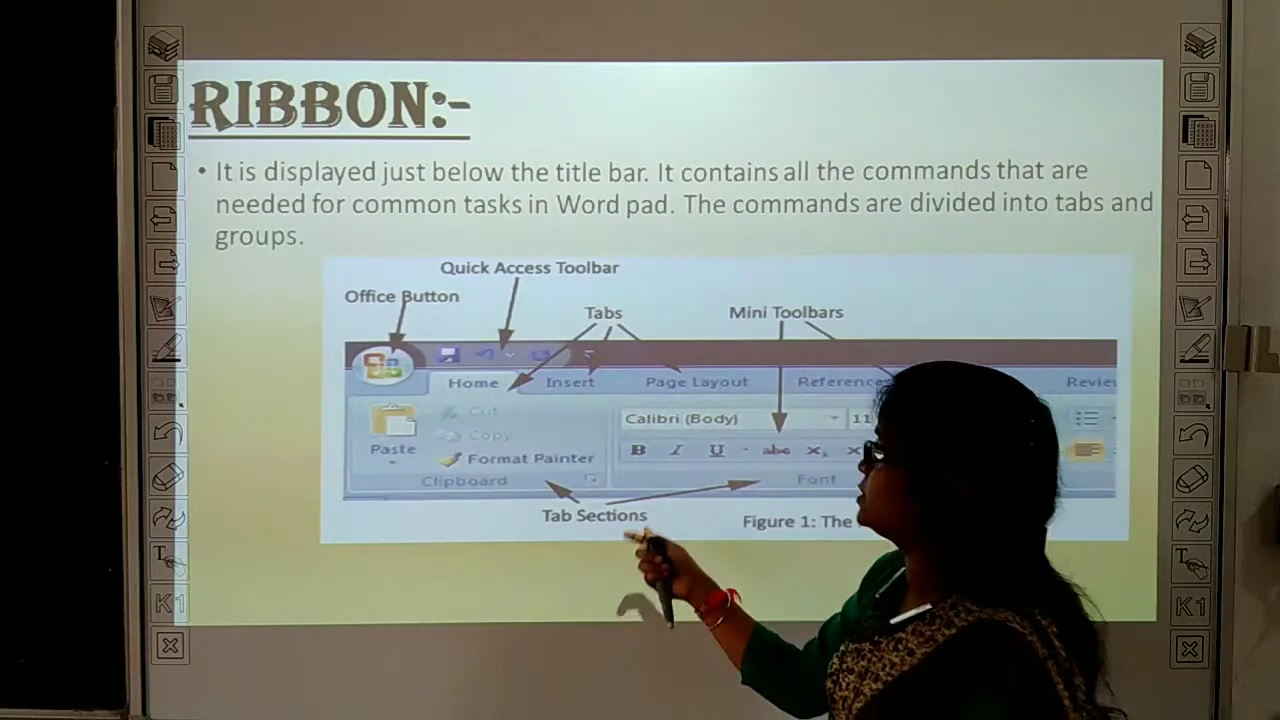 RIBBON:-
• It is displayed just below the title bar. It contains all the commands that are
needed for common tasks in Word pad. The commands are divided into tabs and
groups.
Quick Access Toolbar
Office Button
Tabs
Mini Toolbars
Home Insert Page Layout
Calibri (Body) 11
Cut
Copy
Paste
Format Painter
B I U abc x
Clipboard
Font
Tab Sections
Figure 1: The
T
K1
T
K1